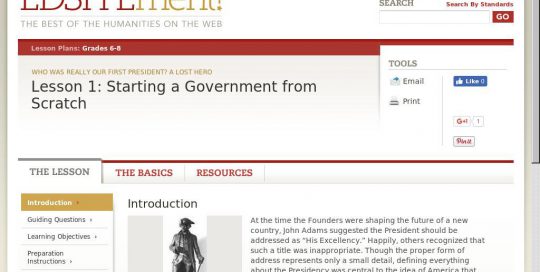 EDSITEment!
THE BEST OF THE HUMANITIES ON THE WEB
SEARCH
Search By Standards
GO
Lesson Plans: Grades 6-8
WHO WAS REALLY OUR FIRST PRESIDENT? A LOST HERO
Lesson 1: Starting a Government from
Scratch
TOOLS
Email
Like 0
Print
G+1
1
Pin it
THE LESSON
THE BASICS
RESOURCES
Introduction ›
Guiding Questions ›
Learning Objectives ›
Preparation
Instructions ›
Introduction
At the time the Founders were shaping the future of a new
country, John Adams suggested the President should be
addressed as “His Excellency.” Happily, others recognized that
such a title was inappropriate. Though the proper form of
address represents only a small detail, defining everything
about the Presidency was central to the idea of America that